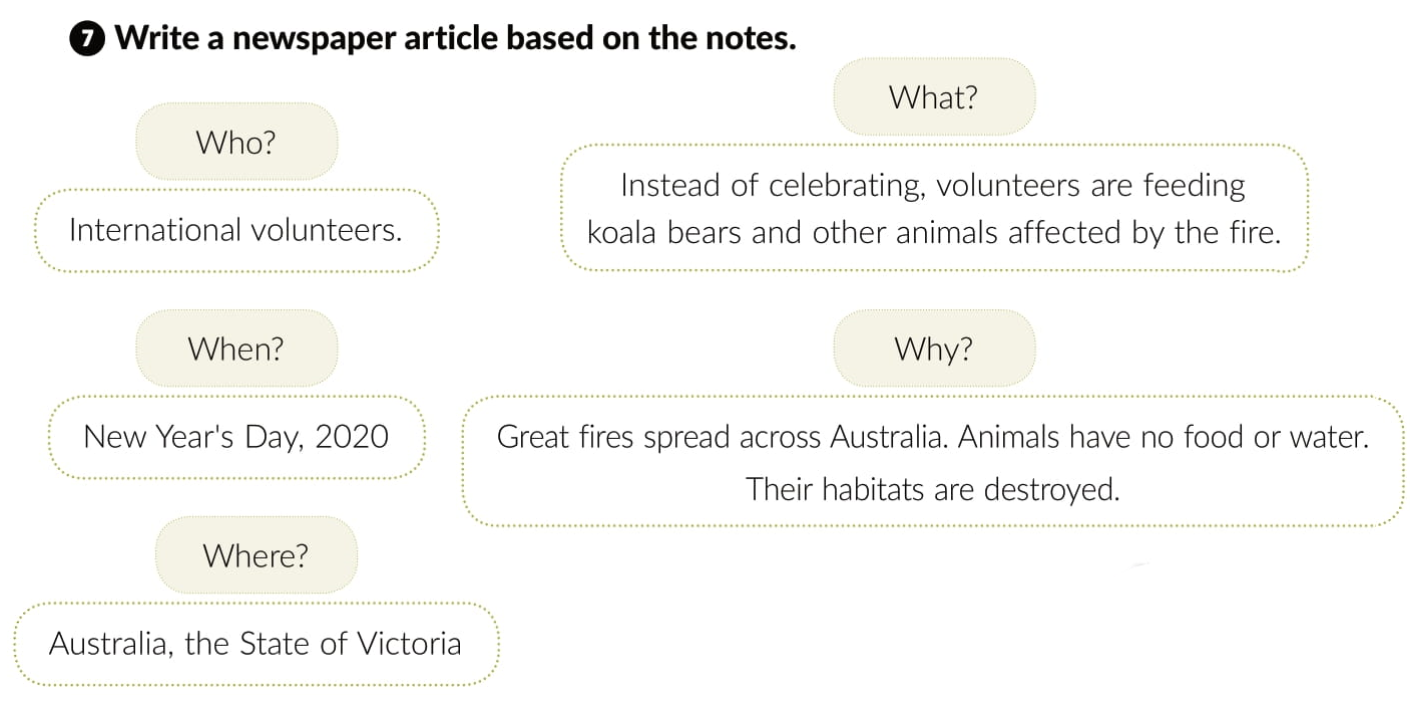 7 Write a newspaper article based on the notes.
Who?
International volunteers.
What?
Instead of celebrating, volunteers are feeding
koala bears and other animals affected by the fire.
When?
New Year's Day, 2020
Why?
Great fires spread across Australia. Animals have no food or water.
Their habitats are destroyed.
Where?
Australia, the State of Victoria